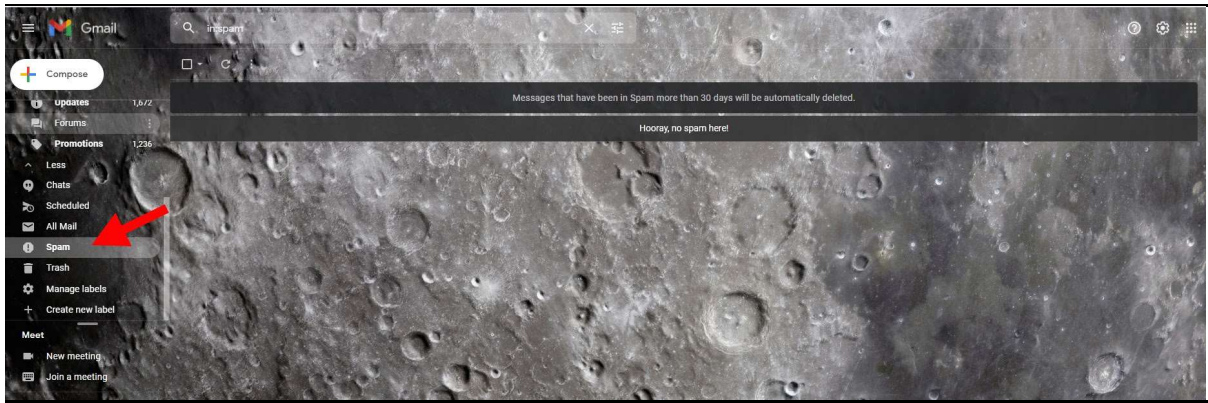 Gmail
in:spam
Compose
Messages that have been in Spam more than 30 days will be automatically deleted.
Hooray, no spam here!
Updates 1,672
Forums
Promotions 1,236
Less
Chats
Scheduled
All Mail
Spam
Trash
Manage labels
Create new label
Meet
New meeting
Join a meeting